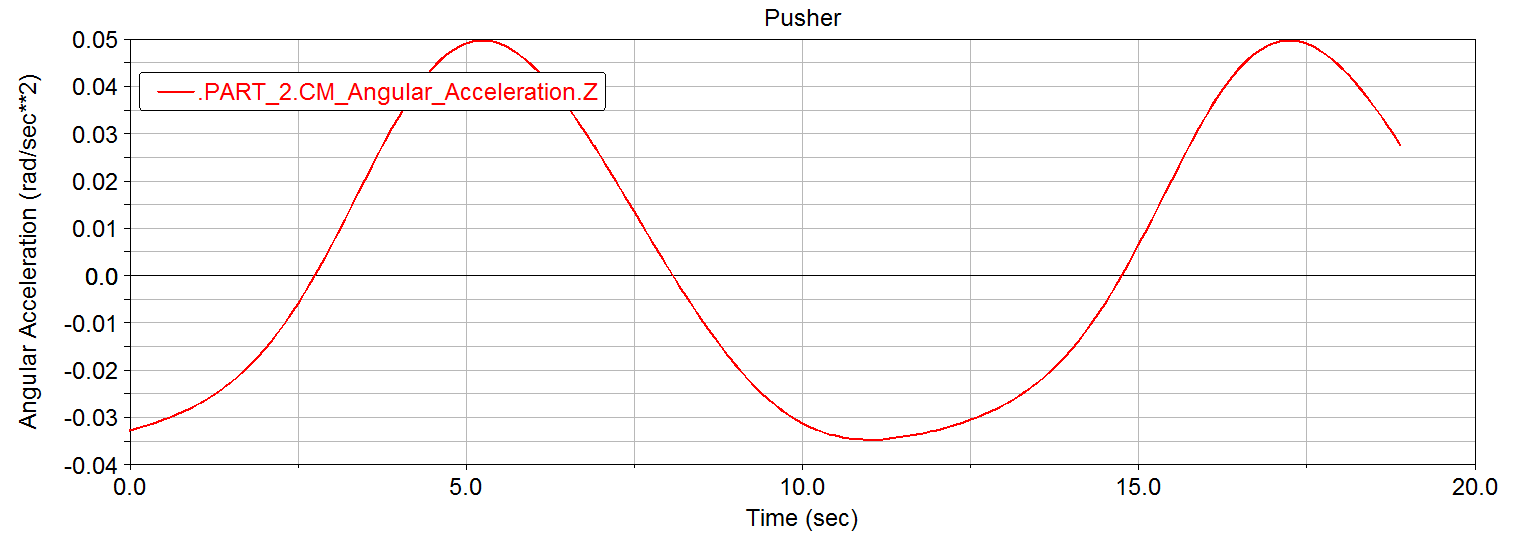 Pusher
Angular Acceleration (rad/sec**2)
0.05
0.04
0.03
0.02
0.01
0.0
-0.01
-0.02
-0.03
-0.04
.PART_2.CM_Angular_Acceleration.Z
0.0 5.0 10.0 15.0 20.0
Time (sec)